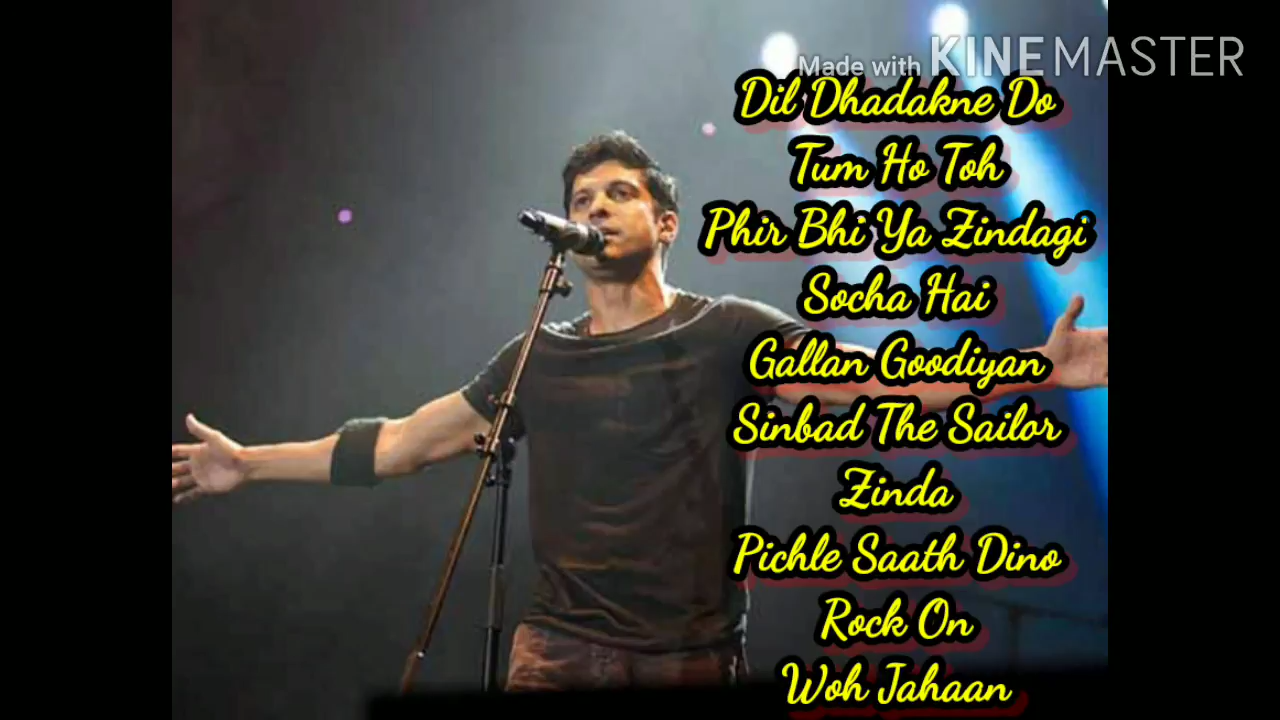 Made with KINEMASTER
Dil Dhadakne Do
Tum Ho Toh
Phir Bhi Ya Zindagi
Socha Hai
Gallan Goodiyan
Sinbad The Sailor
Zinda
Pichle Saath Dino
Rock On
Woh Jahaan